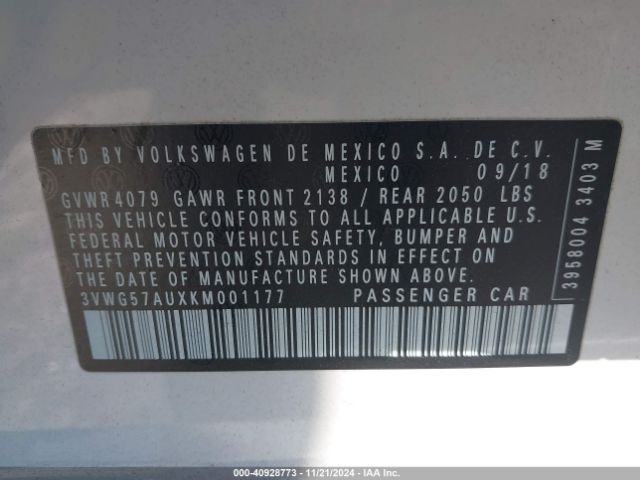 MFD BY VOLKSWAGEN DE MEXICO S.A. DE C.V.
MEXICO 09/18
GVWR 4079 GAWR FRONT 2138 / REAR 2050 LBS
THIS VEHICLE CONFORMS TO ALL APPLICABLE U.S.
FEDERAL MOTOR VEHICLE SAFETY, BUMPER AND
THEFT PREVENTION STANDARDS IN EFFECT ON
THE DATE OF MANUFACTURE SHOWN ABOVE.
3VWG57AUXKM001177 PASSENGER CAR
3958004 3403 M
000-40928773 - 11/21/2024 - IAAI.COM